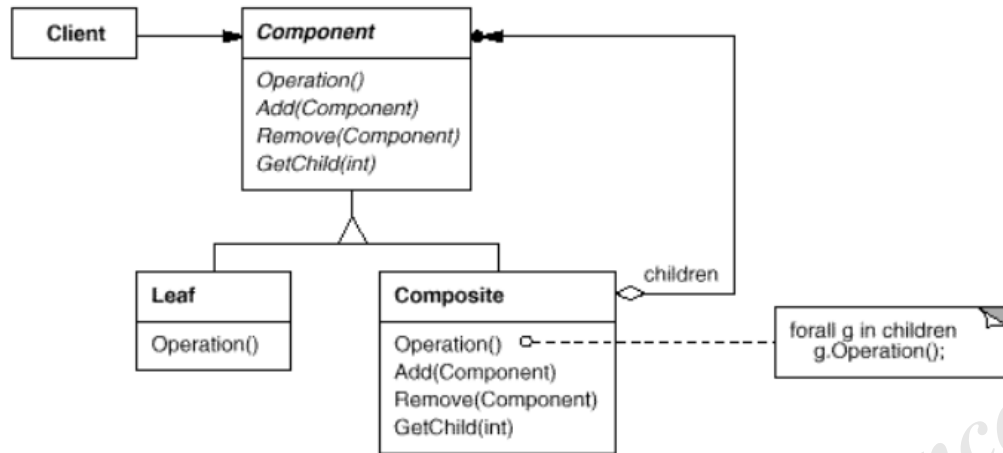 Client
Component
Operation()
Add(Component)
Remove(Component)
GetChild(int)
Leaf
Operation()
Composite
Operation()
Add(Component)
Remove(Component)
GetChild(int)
children
forall g in children
g.Operation();